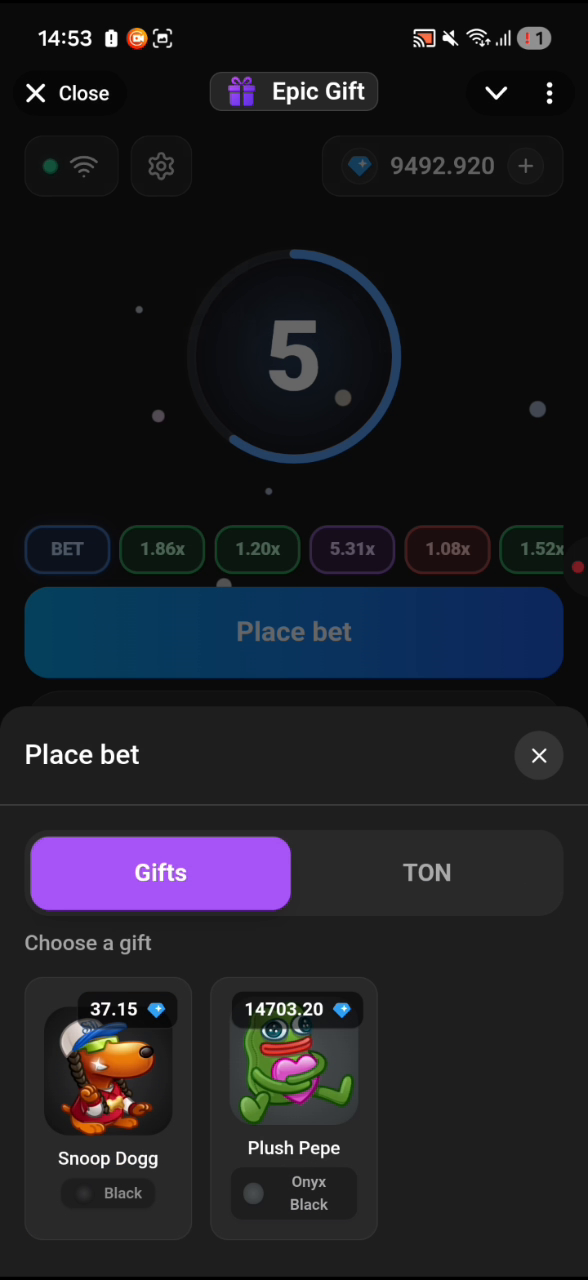 14:53
1
Close
Epic Gift
9492.920
5
BET
1.86x
1.20x
5.31x
1.08x
1.52x
Place bet
Place bet
Gifts
TON
Choose a gift
37.15
14703.20
Snoop Dogg
Black
Plush Pepe
Onyx
Black